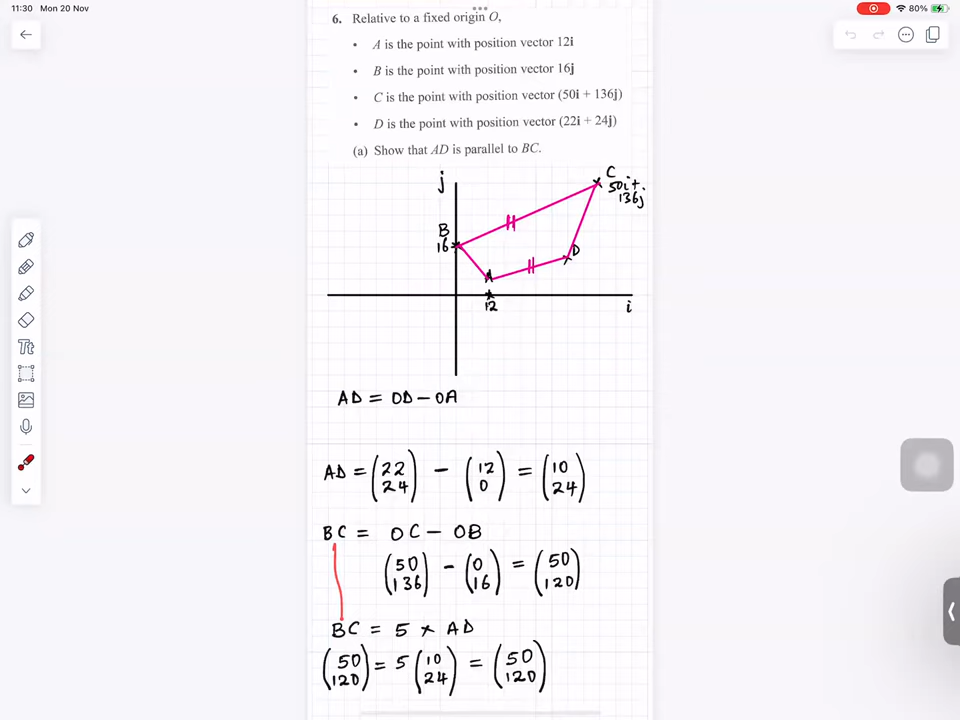 11:30 Mon 20 Nov
80%
6. Relative to a fixed origin O,
• A is the point with position vector 12i
• B is the point with position vector 16j
• C is the point with position vector (50i + 136j)
• D is the point with position vector (22i + 24j)
(a) Show that AD is parallel to BC.
j
C
50i+
136j
B
16
D
A
12
i
Tt
AD = OD − OA
AD = (22 24) − (12 0) = (10 24)
BC = OC − OB
(50 136) − (0 16) = (50 120)
BC = 5 × AD
(50 120) = 5 (10 24) = (50 120)